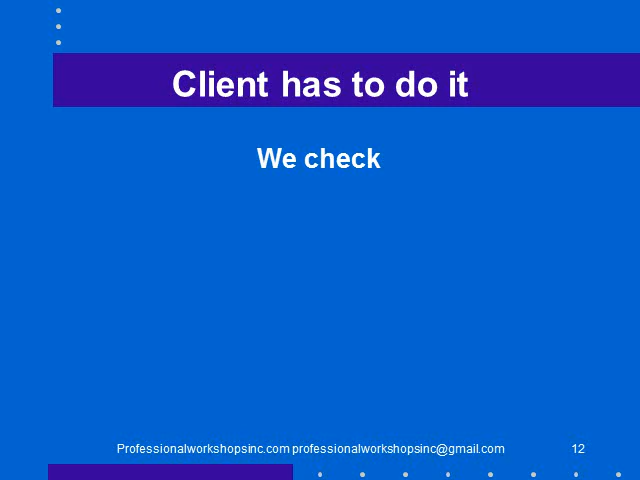 Client has to do it
We check
Professionalworkshopsinc.com professionalworkshopsinc@gmail.com 12